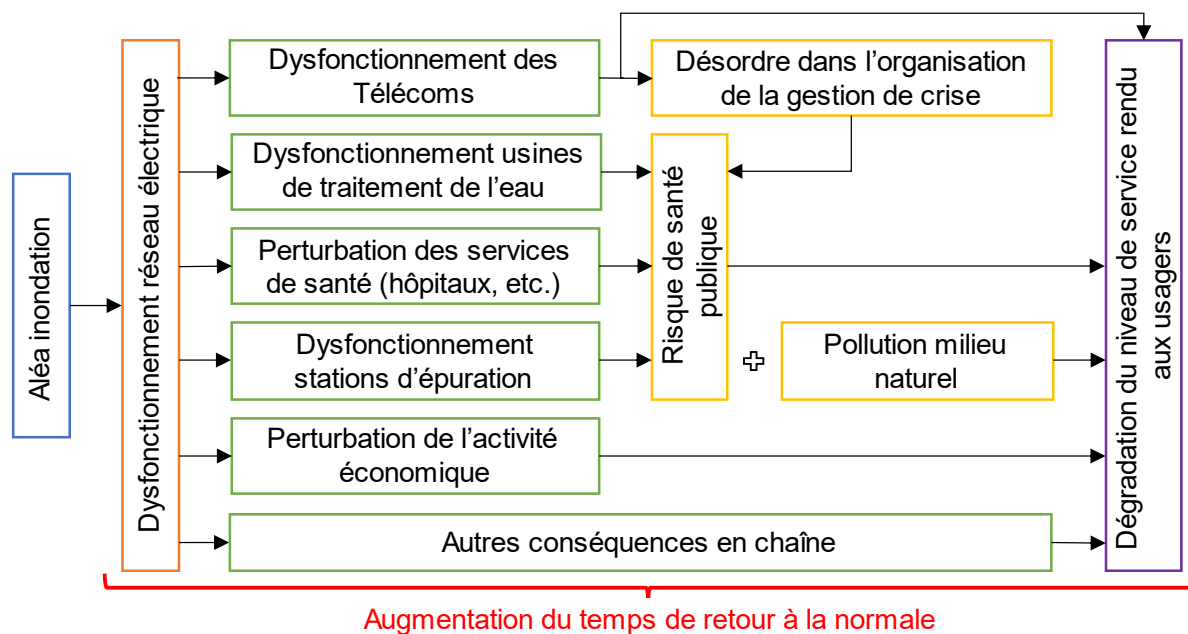 Aléa inondation
Dysfonctionnement réseau électrique
Dysfonctionnement des
Télécoms
Désordre dans l'organisation
de la gestion de crise
Dysfonctionnement usines
de traitement de l'eau
Perturbation des services
de santé (hôpitaux, etc.)
Dysfonctionnement
stations d'épuration
Risque de santé
publique
Pollution milieu
naturel
Perturbation de l'activité
économique
Autres conséquences en chaîne
Dégradation du niveau de service rendu
aux usagers
Augmentation du temps de retour à la normale